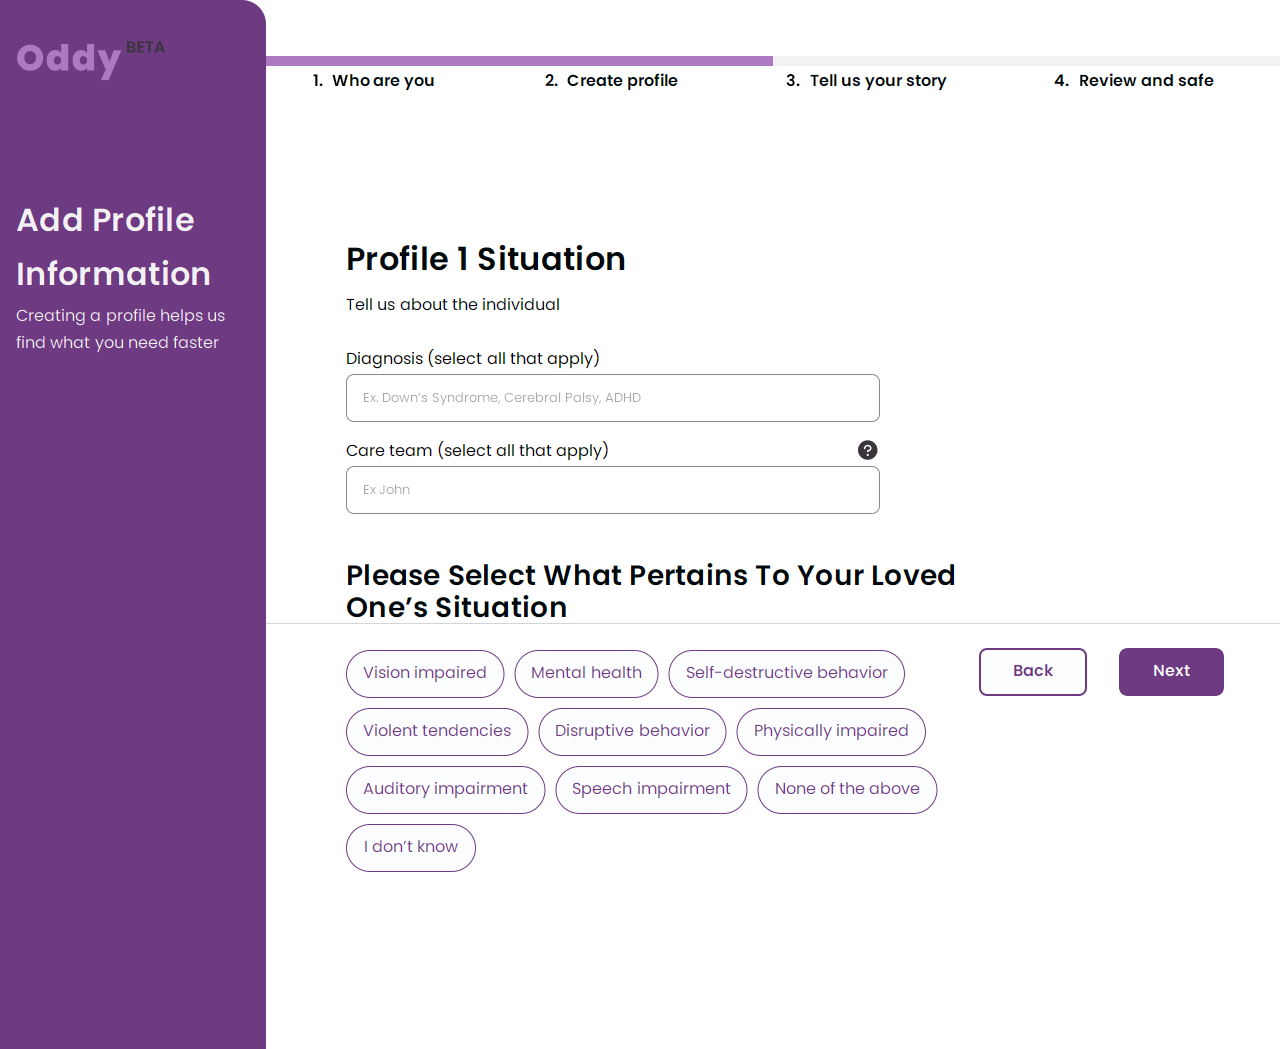 Oddy BETA
1. Who are you
2. Create profile
3. Tell us your story
4. Review and safe
Add Profile
Information
Creating a profile helps us
find what you need faster
Profile 1 Situation
Tell us about the individual
Diagnosis (select all that apply)
Ex. Down’s Syndrome, Cerebral Palsy, ADHD
Care team (select all that apply)
?
Ex John
Please Select What Pertains To Your Loved
One’s Situation
Vision impaired
Mental health
Self-destructive behavior
Violent tendencies
Disruptive behavior
Physically impaired
Auditory impairment
Speech impairment
None of the above
I don’t know
Back
Next